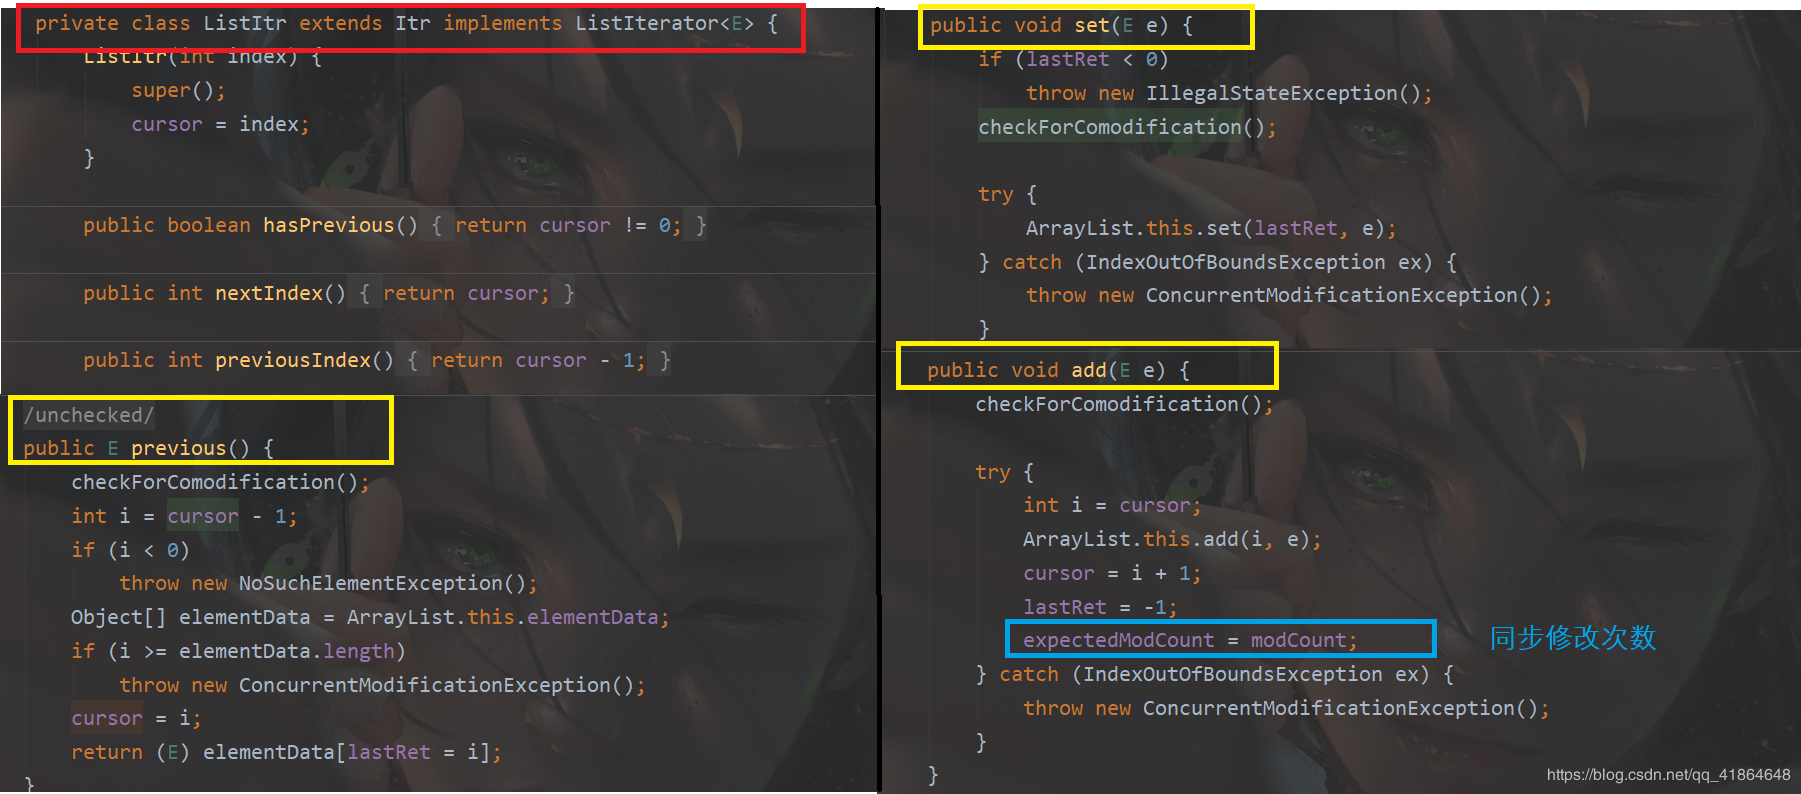 private class ListItr extends Itr implements ListIterator<E> {
ListItr(int index) {
super();
cursor = index;
}
public boolean hasPrevious() { return cursor != 0; }
public int nextIndex() { return cursor; }
public int previousIndex() { return cursor - 1; }
/unchecked/
public E previous() {
checkForComodification();
int i = cursor - 1;
if (i < 0)
throw new NoSuchElementException();
Object[] elementData = ArrayList.this.elementData;
if (i >= elementData.length)
throw new ConcurrentModificationException();
cursor = i;
return (E) elementData[lastRet = i];
}
public void set(E e) {
if (lastRet < 0)
throw new IllegalStateException();
checkForComodification();
try {
ArrayList.this.set(lastRet, e);
} catch (IndexOutOfBoundsException ex) {
throw new ConcurrentModificationException();
}
public void add(E e) {
checkForComodification();
try {
int i = cursor;
ArrayList.this.add(i, e);
cursor = i + 1;
lastRet = -1;
expectedModCount = modCount;
同步修改次数
} catch (IndexOutOfBoundsException ex) {
throw new ConcurrentModificationException();
}
}
https://blog.csdn.net/qq_41864648